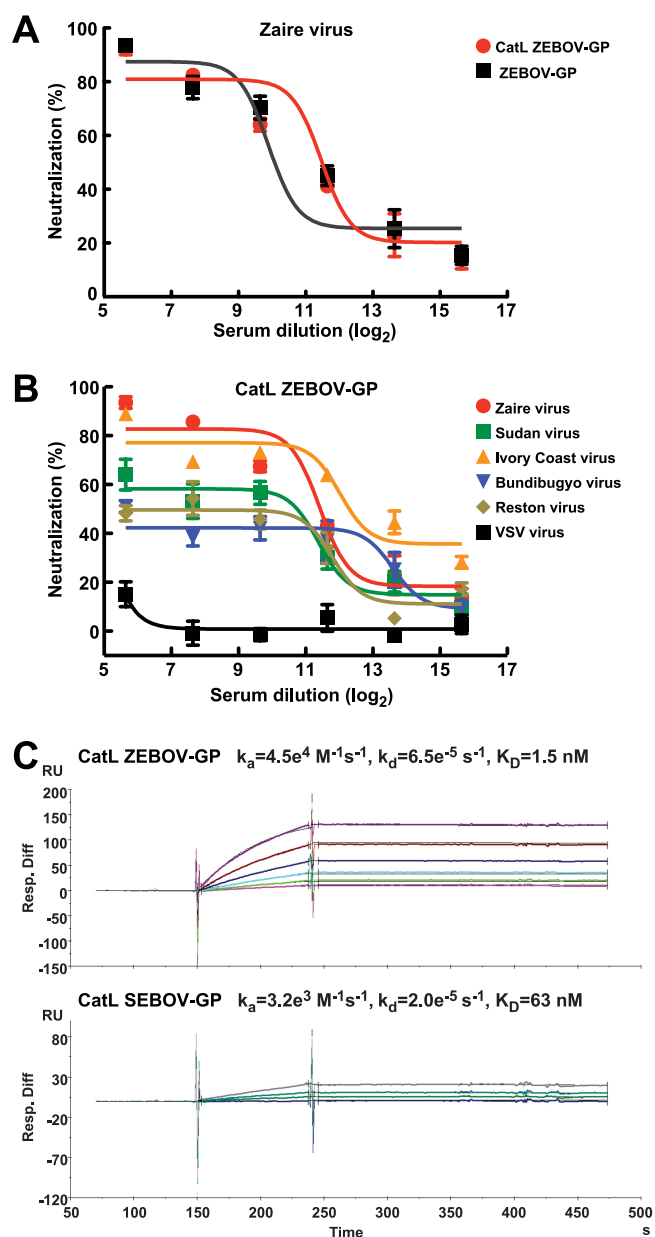 A
Zaire virus
CatL ZEBOV-GP
ZEBOV-GP
Neutralization (%)
100
80
60
40
20
0
5 7 9 11 13 15 17
Serum dilution (log2)
B
CatL ZEBOV-GP
Zaire virus
Sudan virus
Ivory Coast virus
Bundibugyo virus
Reston virus
VSV virus
Neutralization (%)
100
80
60
40
20
0
5 7 9 11 13 15 17
Serum dilution (log2)
C
CatL ZEBOV-GP ka=4.5e4 M-1s-1, kd=6.5e-5 s-1, KD=1.5 nM
RU
200
150
100
50
0
-50
-100
-150
Resp. Diff
CatL SEBOV-GP ka=3.2e3 M-1s-1, kd=2.0e-5 s-1, KD=63 nM
RU
80
30
-20
-70
-120
Resp. Diff
50 100 150 200 250 300 350 400 450 500
Time s